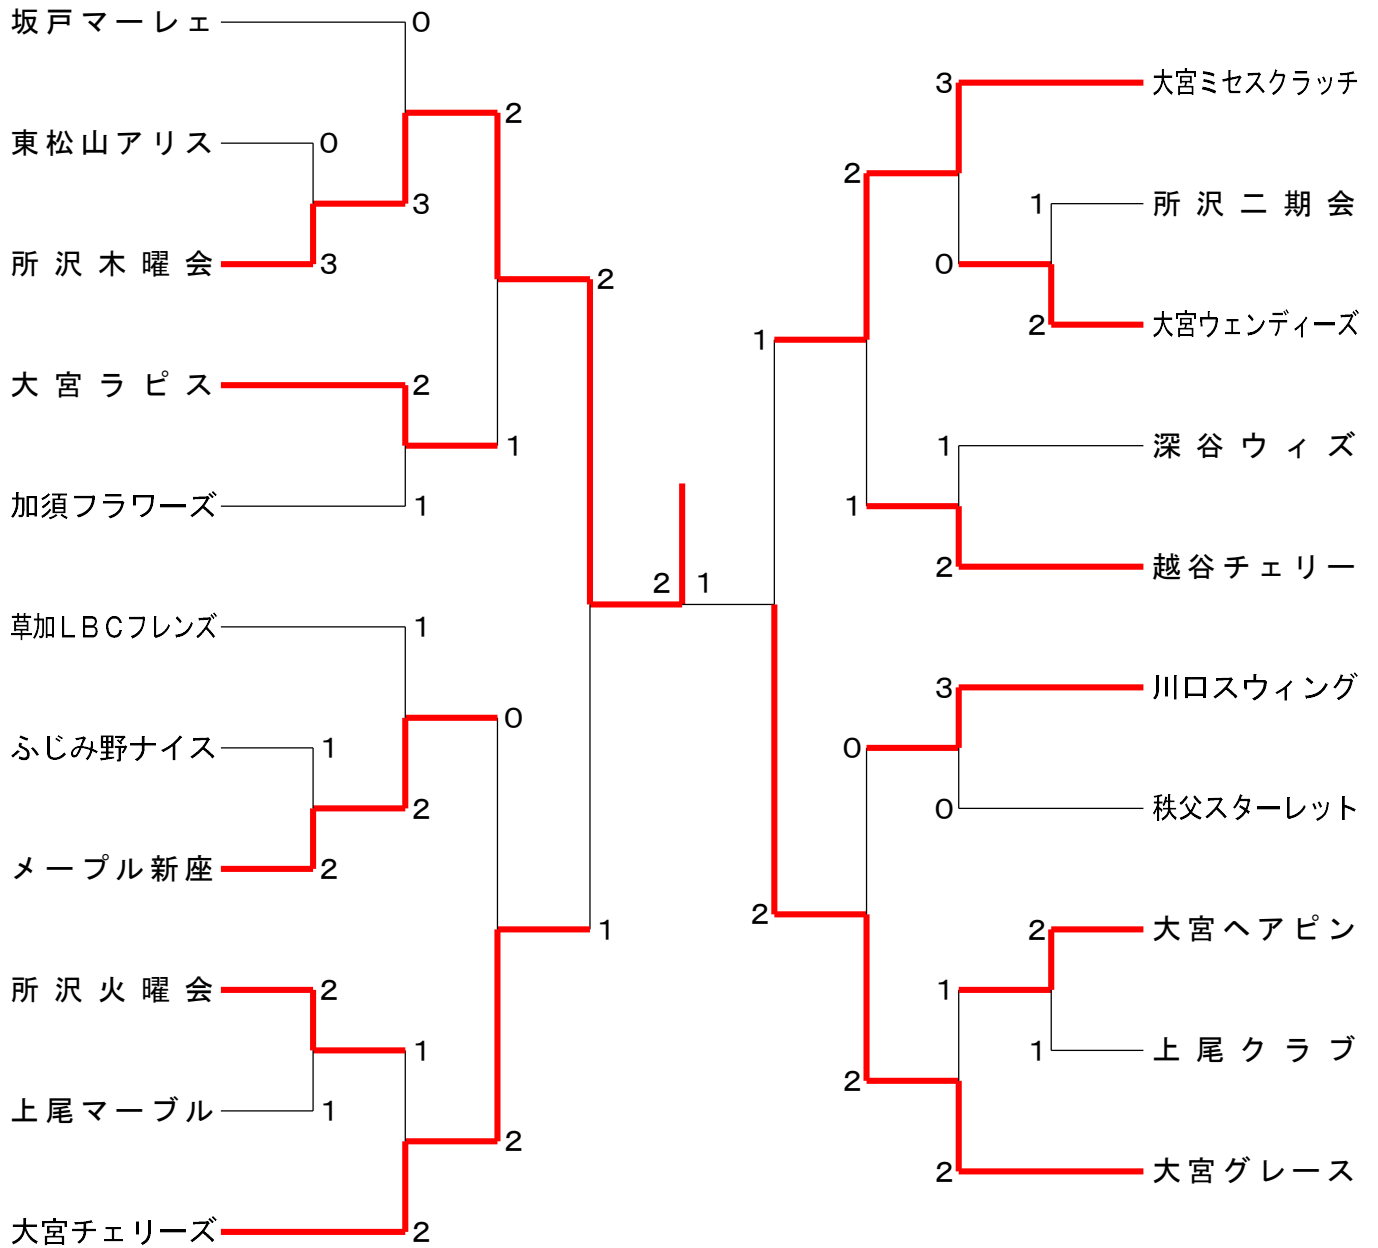 坂戸マーレェ
0
2
東松山アリス
0
3
所沢木曜会
3
2
大宮ラピス
2
1
加須フラワーズ
1
草加ＬＢＣフレンズ
1
0
ふじみ野ナイス
1
2
メープル新座
2
1
所沢火曜会
2
1
上尾マーブル
1
2
大宮チェリーズ
2
2 1
3
大宮ミセスクラッチ
2
1
所沢二期会
0
2
大宮ウェンディーズ
1
1
深谷ウィズ
1
2
越谷チェリー
3
川口スウィング
0
0
秩父スターレット
2
2
大宮ヘアピン
1
1
上尾クラブ
2
2
大宮グレース